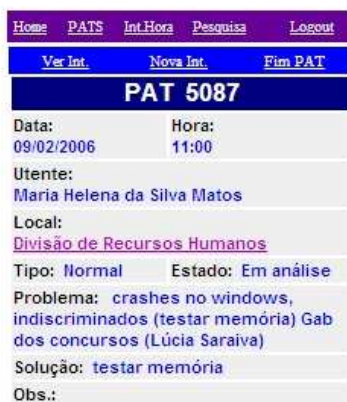 Home PATS Int.Hora Pesquisa Logout
Ver Int. Nova Int. Fim PAT
PAT 5087
Data: Hora:
09/02/2006 11:00
Utente:
Maria Helena da Silva Matos
Local:
Divisão de Recursos Humanos
Tipo: Normal Estado: Em análise
Problema: crashes no windows,
indiscriminados (testar memória) Gab
dos concursos (Lúcia Saraiva)
Solução: testar memória
Obs.: